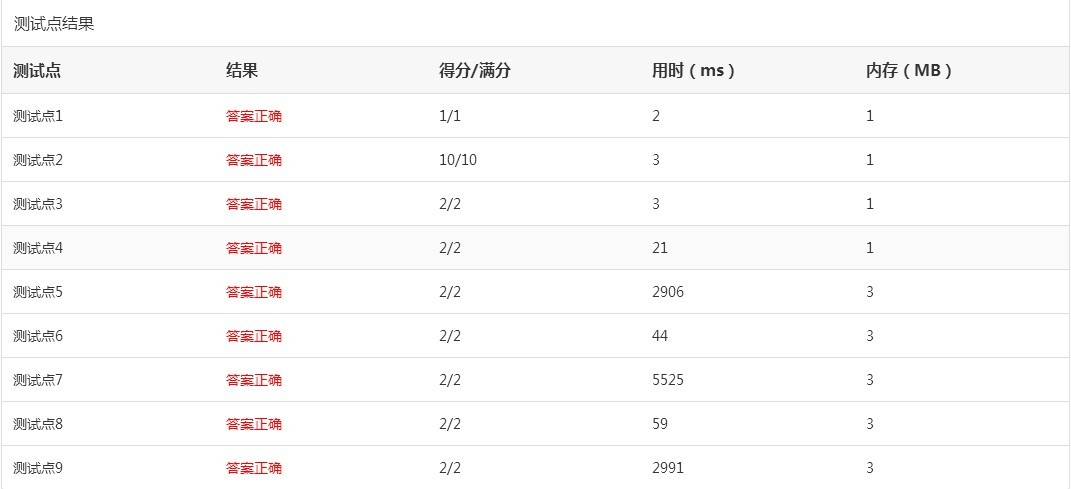 测试点结果
测试点 结果 得分/满分 用时（ms） 内存（MB）
测试点1 答案正确 1/1 2 1
测试点2 答案正确 10/10 3 1
测试点3 答案正确 2/2 3 1
测试点4 答案正确 2/2 21 1
测试点5 答案正确 2/2 2906 3
测试点6 答案正确 2/2 44 3
测试点7 答案正确 2/2 5525 3
测试点8 答案正确 2/2 59 3
测试点9 答案正确 2/2 2991 3